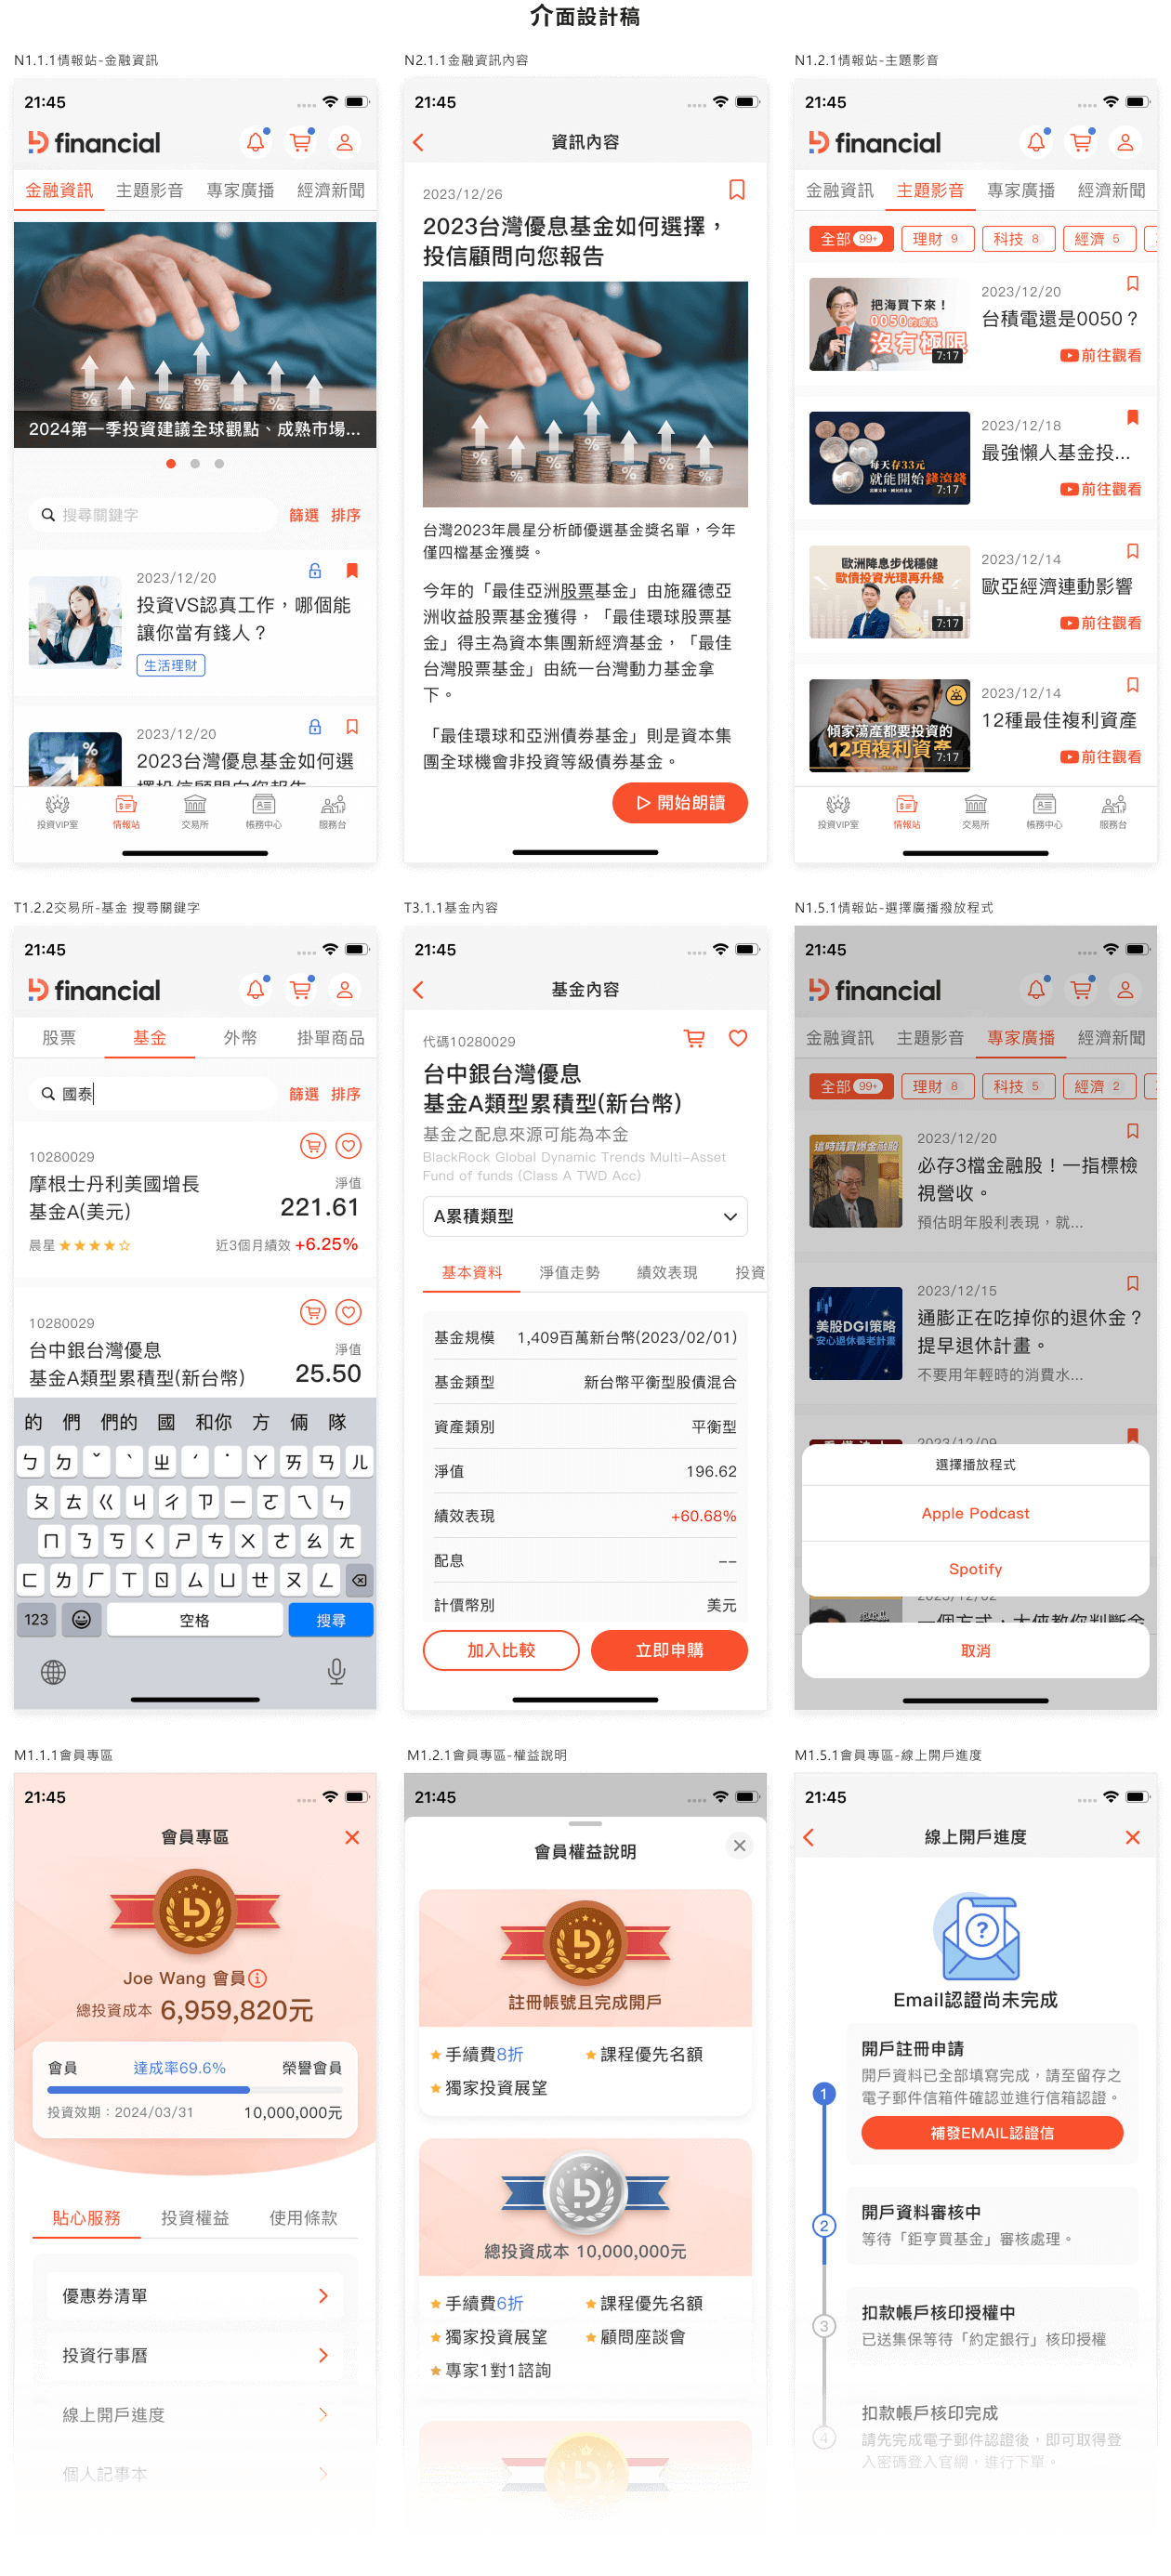 介面設計稿
N1.1.1情報站-金融資訊
21:45
financial
金融資訊 主題影音 專家廣播 經濟新聞
2024第一季投資建議全球觀點、成熟市場...
搜尋關鍵字 篩選 排序
2023/12/20
投資VS認真工作，哪個能
讓你當有錢人？
生活理財
2023/12/20
2023台灣優息基金如何選
擇投信顧問向您報告
投資VIP室 情報站 交易所 帳務中心 服務台
N2.1.1金融資訊內容
21:45
資訊內容
2023/12/26
2023台灣優息基金如何選擇，
投信顧問向您報告
台灣2023年晨星分析師優選基金獎名單，今年
僅四檔基金獲獎。
今年的「最佳亞洲股票基金」由施羅德亞
洲收益股票基金獲得，「最佳環球股票基
金」得主為資本集團新經濟基金，「最佳
台灣股票基金」由統一台灣動力基金拿
下。
「最佳環球和亞洲債券基金」則是資本集
團全球機會非投資等級債券基金。
開始朗讀
N1.2.1情報站-主題影音
21:45
financial
金融資訊 主題影音 專家廣播 經濟新聞
全部 99+ 理財 9 科技 8 經濟 5
把海買下來！
0050的成長
沒有極限
7:17
2023/12/20
台積電還是0050？
前往觀看
每天存33元
就能開始錢滾錢
7:17
2023/12/18
最強懶人基金投...
前往觀看
歐洲降息步伐穩健
歐債投資光環再升級
7:17
2023/12/14
歐亞經濟連動影響
前往觀看
傾家蕩產都要投資的
12項複利資產
7:17
2023/12/14
12種最佳複利資產
前往觀看
投資VIP室 情報站 交易所 帳務中心 服務台
T1.2.2交易所-基金 搜尋關鍵字
21:45
financial
股票 基金 外幣 掛單商品
國泰 篩選 排序
10280029
摩根士丹利美國增長
基金A(美元)
淨值
221.61
晨星 近3個月績效 +6.25%
10280029
台中銀台灣優息
基金A類型累積型(新台幣)
淨值
25.50
的 們 們的 國 和你 方 倆 隊
ㄅ ㄉ ˇ ˋ ㄓ ˊ ˙ ㄚ ㄞ ㄢ ㄦ
ㄆ ㄊ ㄍ ㄐ ㄔ ㄗ ㄧ ㄛ ㄟ ㄣ
ㄇ ㄋ ㄎ ㄑ ㄕ ㄘ ㄨ ㄜ ㄠ ㄤ
ㄈ ㄌ ㄏ ㄒ ㄖ ㄙ ㄩ ㄝ ㄡ ㄥ
123 空格 搜尋
T3.1.1基金內容
21:45
基金內容
代碼10280029
台中銀台灣優息
基金A類型累積型(新台幣)
基金之配息來源可能為本金
BlackRock Global Dynamic Trends Multi-Asset
Fund of funds (Class A TWD Acc)
A累積類型
基本資料 淨值走勢 績效表現 投資
基金規模 1,409百萬新台幣(2023/02/01)
基金類型 新台幣平衡型股債混合
資產類別 平衡型
淨值 196.62
績效表現 +60.68%
配息 --
計價幣別 美元
加入比較 立即申購
N1.5.1情報站-選擇廣播撥放程式
21:45
financial
金融資訊 主題影音 專家廣播 經濟新聞
全部 99+ 理財 8 科技 5 經濟 2
這時請買爆金融股
2023/12/20
必存3檔金融股！一指標檢
視營收。
預估明年股利表現，就...
美股DGI策略
安心退休養老計畫
2023/12/15
通膨正在吃掉你的退休金？
提早退休計畫。
不要用年輕時的消費水...
2023/12/09
選擇播放程式
Apple Podcast
Spotify
2023/12/02
一個方式，大俠教你判斷金
取消
M1.1.1會員專區
21:45
會員專區
Joe Wang 會員
總投資成本 6,959,820元
會員 達成率69.6% 榮譽會員
投資效期：2024/03/31 10,000,000元
貼心服務 投資權益 使用條款
優惠券清單
投資行事曆
線上開戶進度
個人記事本
M1.2.1會員專區-權益說明
21:45
會員權益說明
註冊帳號且完成開戶
手續費8折 課程優先名額
獨家投資展望
總投資成本 10,000,000元
手續費6折 課程優先名額
獨家投資展望 顧問座談會
專家1對1諮詢
M1.5.1會員專區-線上開戶進度
21:45
線上開戶進度
Email認證尚未完成
1
開戶註冊申請
開戶資料已全部填寫完成，請至留存之
電子郵件信箱件確認並進行信箱認證。
補發EMAIL認證信
2
開戶資料審核中
等待「鉅亨買基金」審核處理。
3
扣款帳戶核印授權中
已送集保等待「約定銀行」核印授權
4
扣款帳戶核印完成
請先完成電子郵件認證後，即可取得登
入密碼登入官網，進行下單。